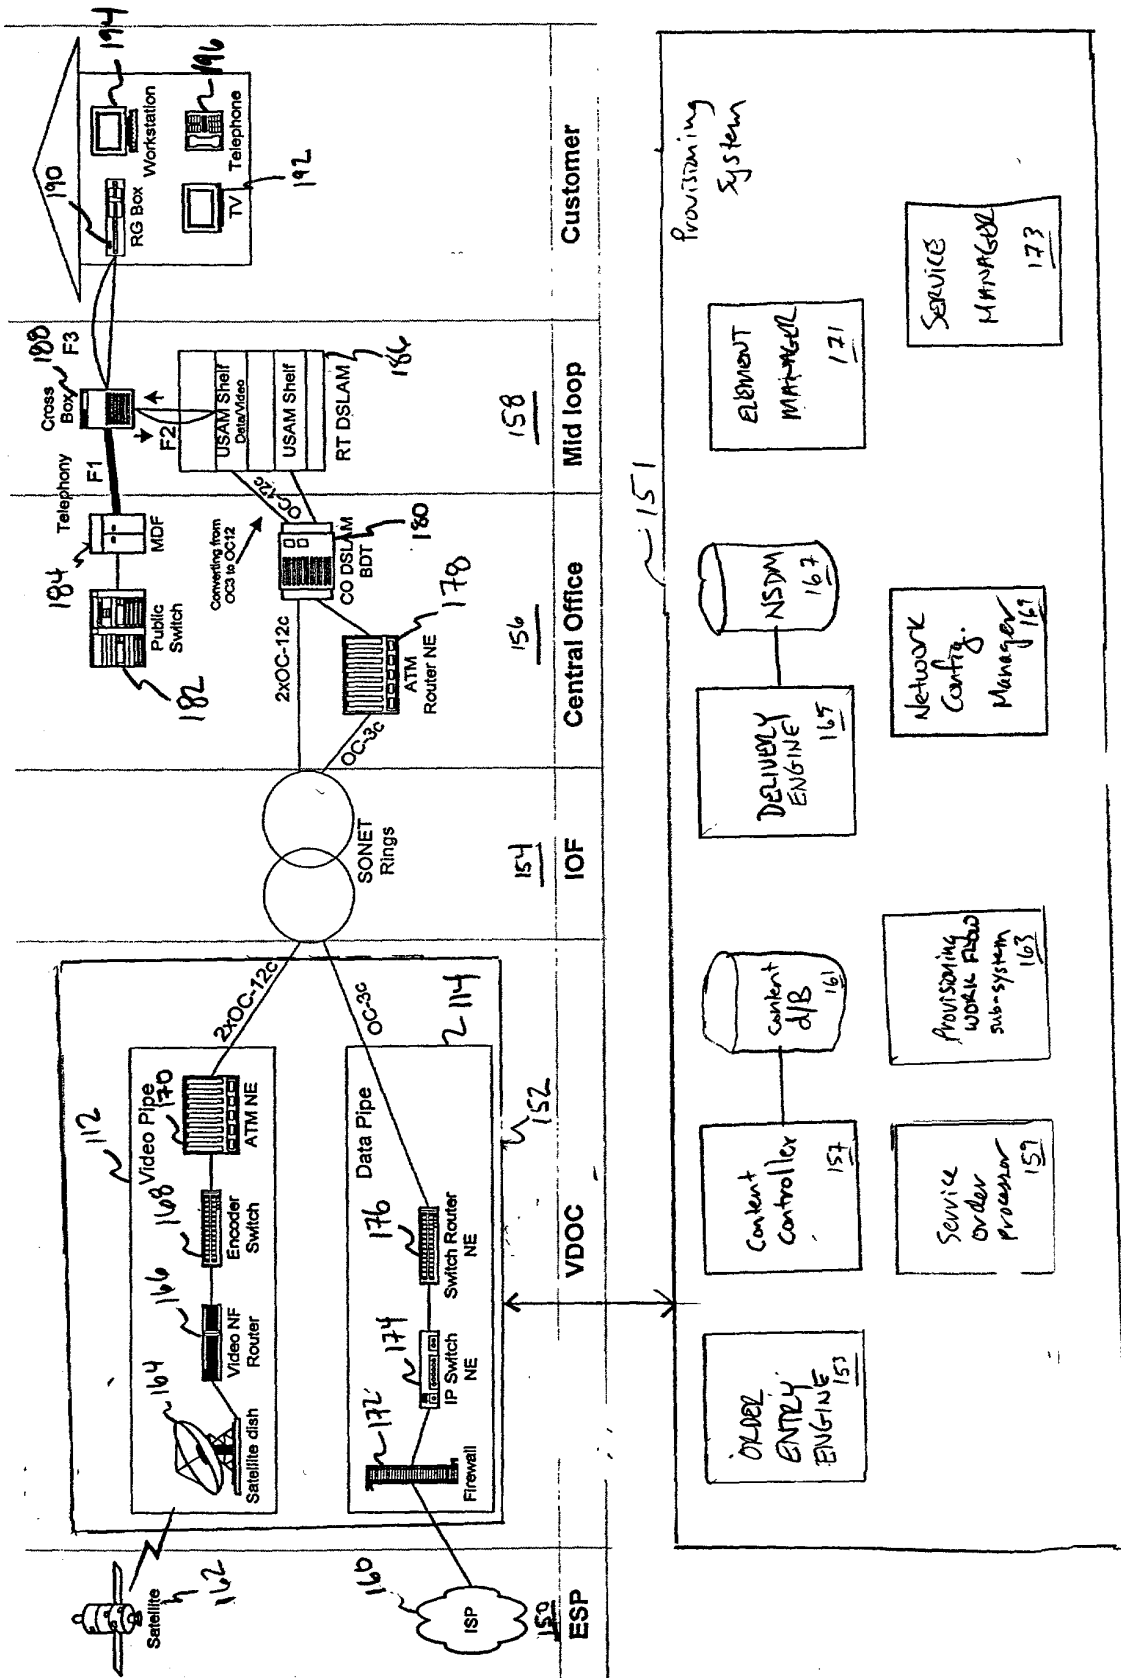 112
Video Pipe
162
Satellite
164
Satellite dish
166
Video NF
Router
168
Encoder
Switch
170
ATM NE
2xOC-12c
160
ISP
172
Firewall
174
IP Switch
NE
176
Switch Router
NE
Data Pipe
OC-3c
114
152
SONET
Rings
182
Public
Switch
184
MDF
Telephony
F1
188
Cross
Box
F3
F2
2xOC-12c
OC-3c
Converting from
OC3 to OC12
178
ATM
Router NE
180
CO DSLAM
BDT
OC-12c
USAM Shelf
Data/Video
USAM Shelf
RT DSLAM
186
190
RG Box
194
Workstation
TV
192
196
Telephone
150
ESP
VDOC
154
IOF
156
Central Office
158
Mid loop
Customer
151
Provisioning
System
ORDER
ENTRY
ENGINE
153
Content
Controller
157
Content
d/B
161
DELIVERY
ENGINE
165
NSDM
167
ELEMENT
MANAGER
171
Service
Order
Processor
159
Provisioning
WORK FLOW
sub-system
163
Network
Config.
Manager
169
SERVICE
MANAGER
173